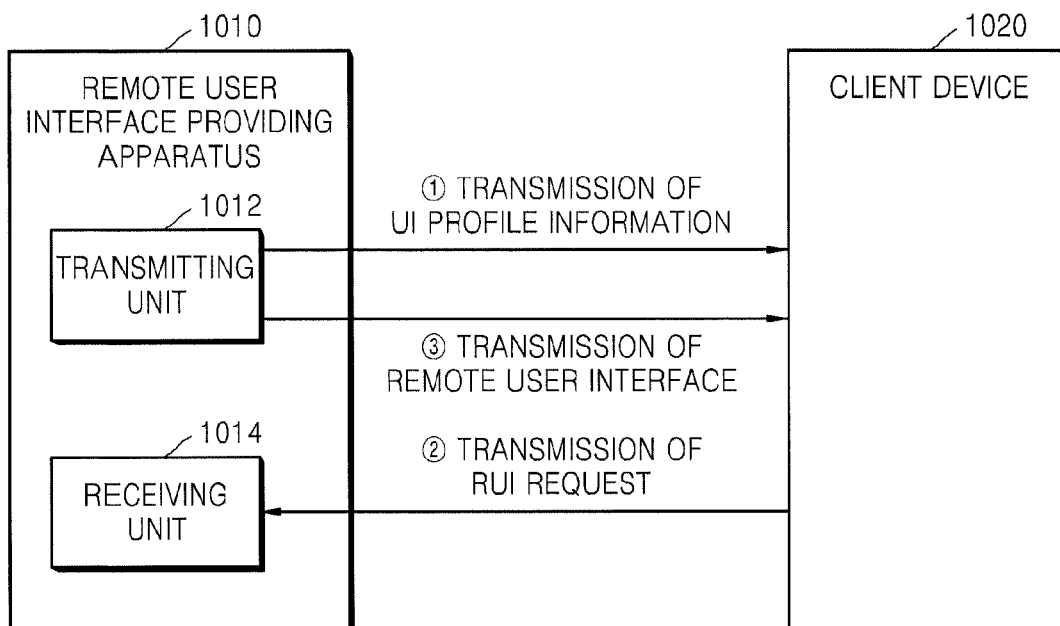 1010
REMOTE USER
INTERFACE PROVIDING
APPARATUS
1012
TRANSMITTING
UNIT
1014
RECEIVING
UNIT
① TRANSMISSION OF
UI PROFILE INFORMATION
③ TRANSMISSION OF
REMOTE USER INTERFACE
② TRANSMISSION OF
RUI REQUEST
1020
CLIENT DEVICE